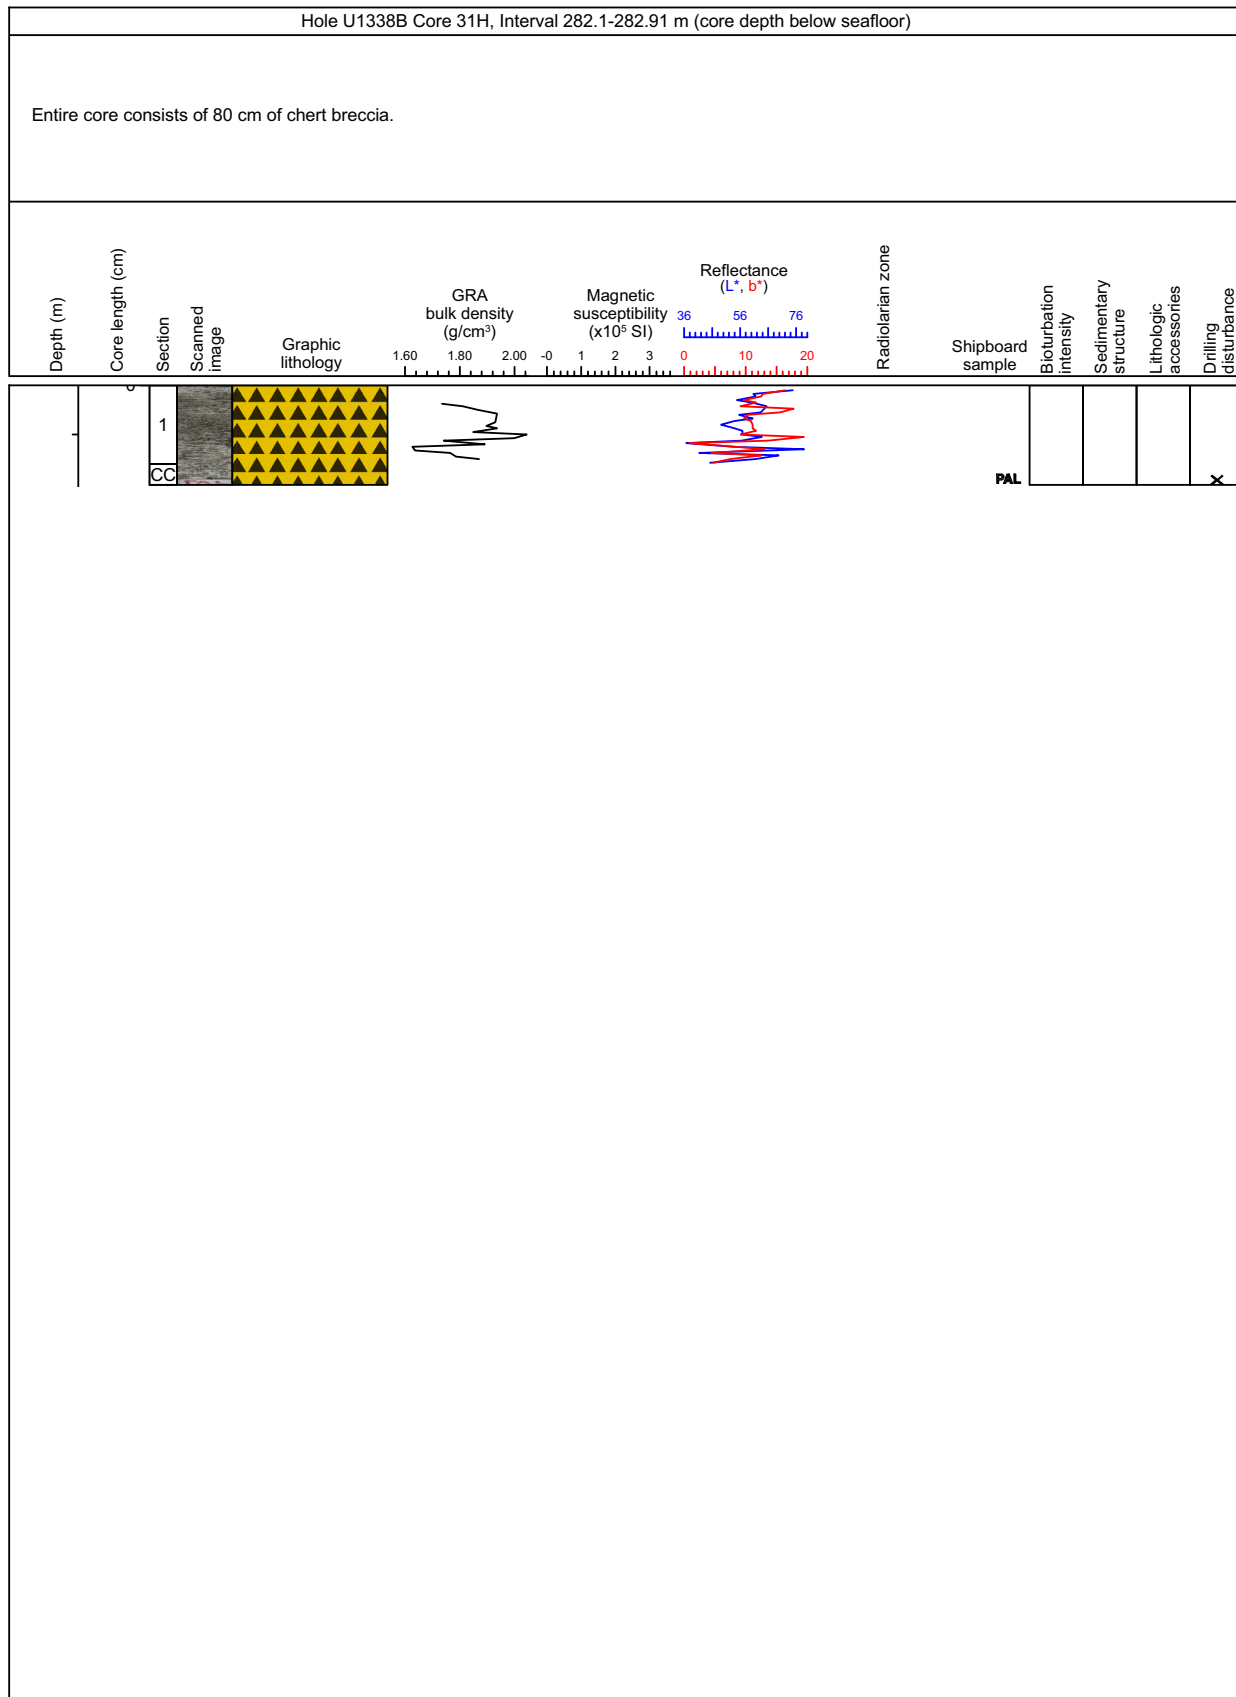 Hole U1338B Core 31H, Interval 282.1-282.91 m (core depth below seafloor)
Entire core consists of 80 cm of chert breccia.
Depth (m)
Core length (cm)
Section
Scanned
image
Graphic
lithology
GRA
bulk density
(g/cm³)
1.60 1.80 2.00
Magnetic
susceptibility
(x10⁵ SI)
-0 1 2 3
Reflectance
(L*, b*)
36 56 76
0 10 20
Radiolarian zone
Shipboard
sample
Bioturbation
intensity
Sedimentary
structure
Lithologic
accessories
Drilling
disturbance
0
1
CC
PAL